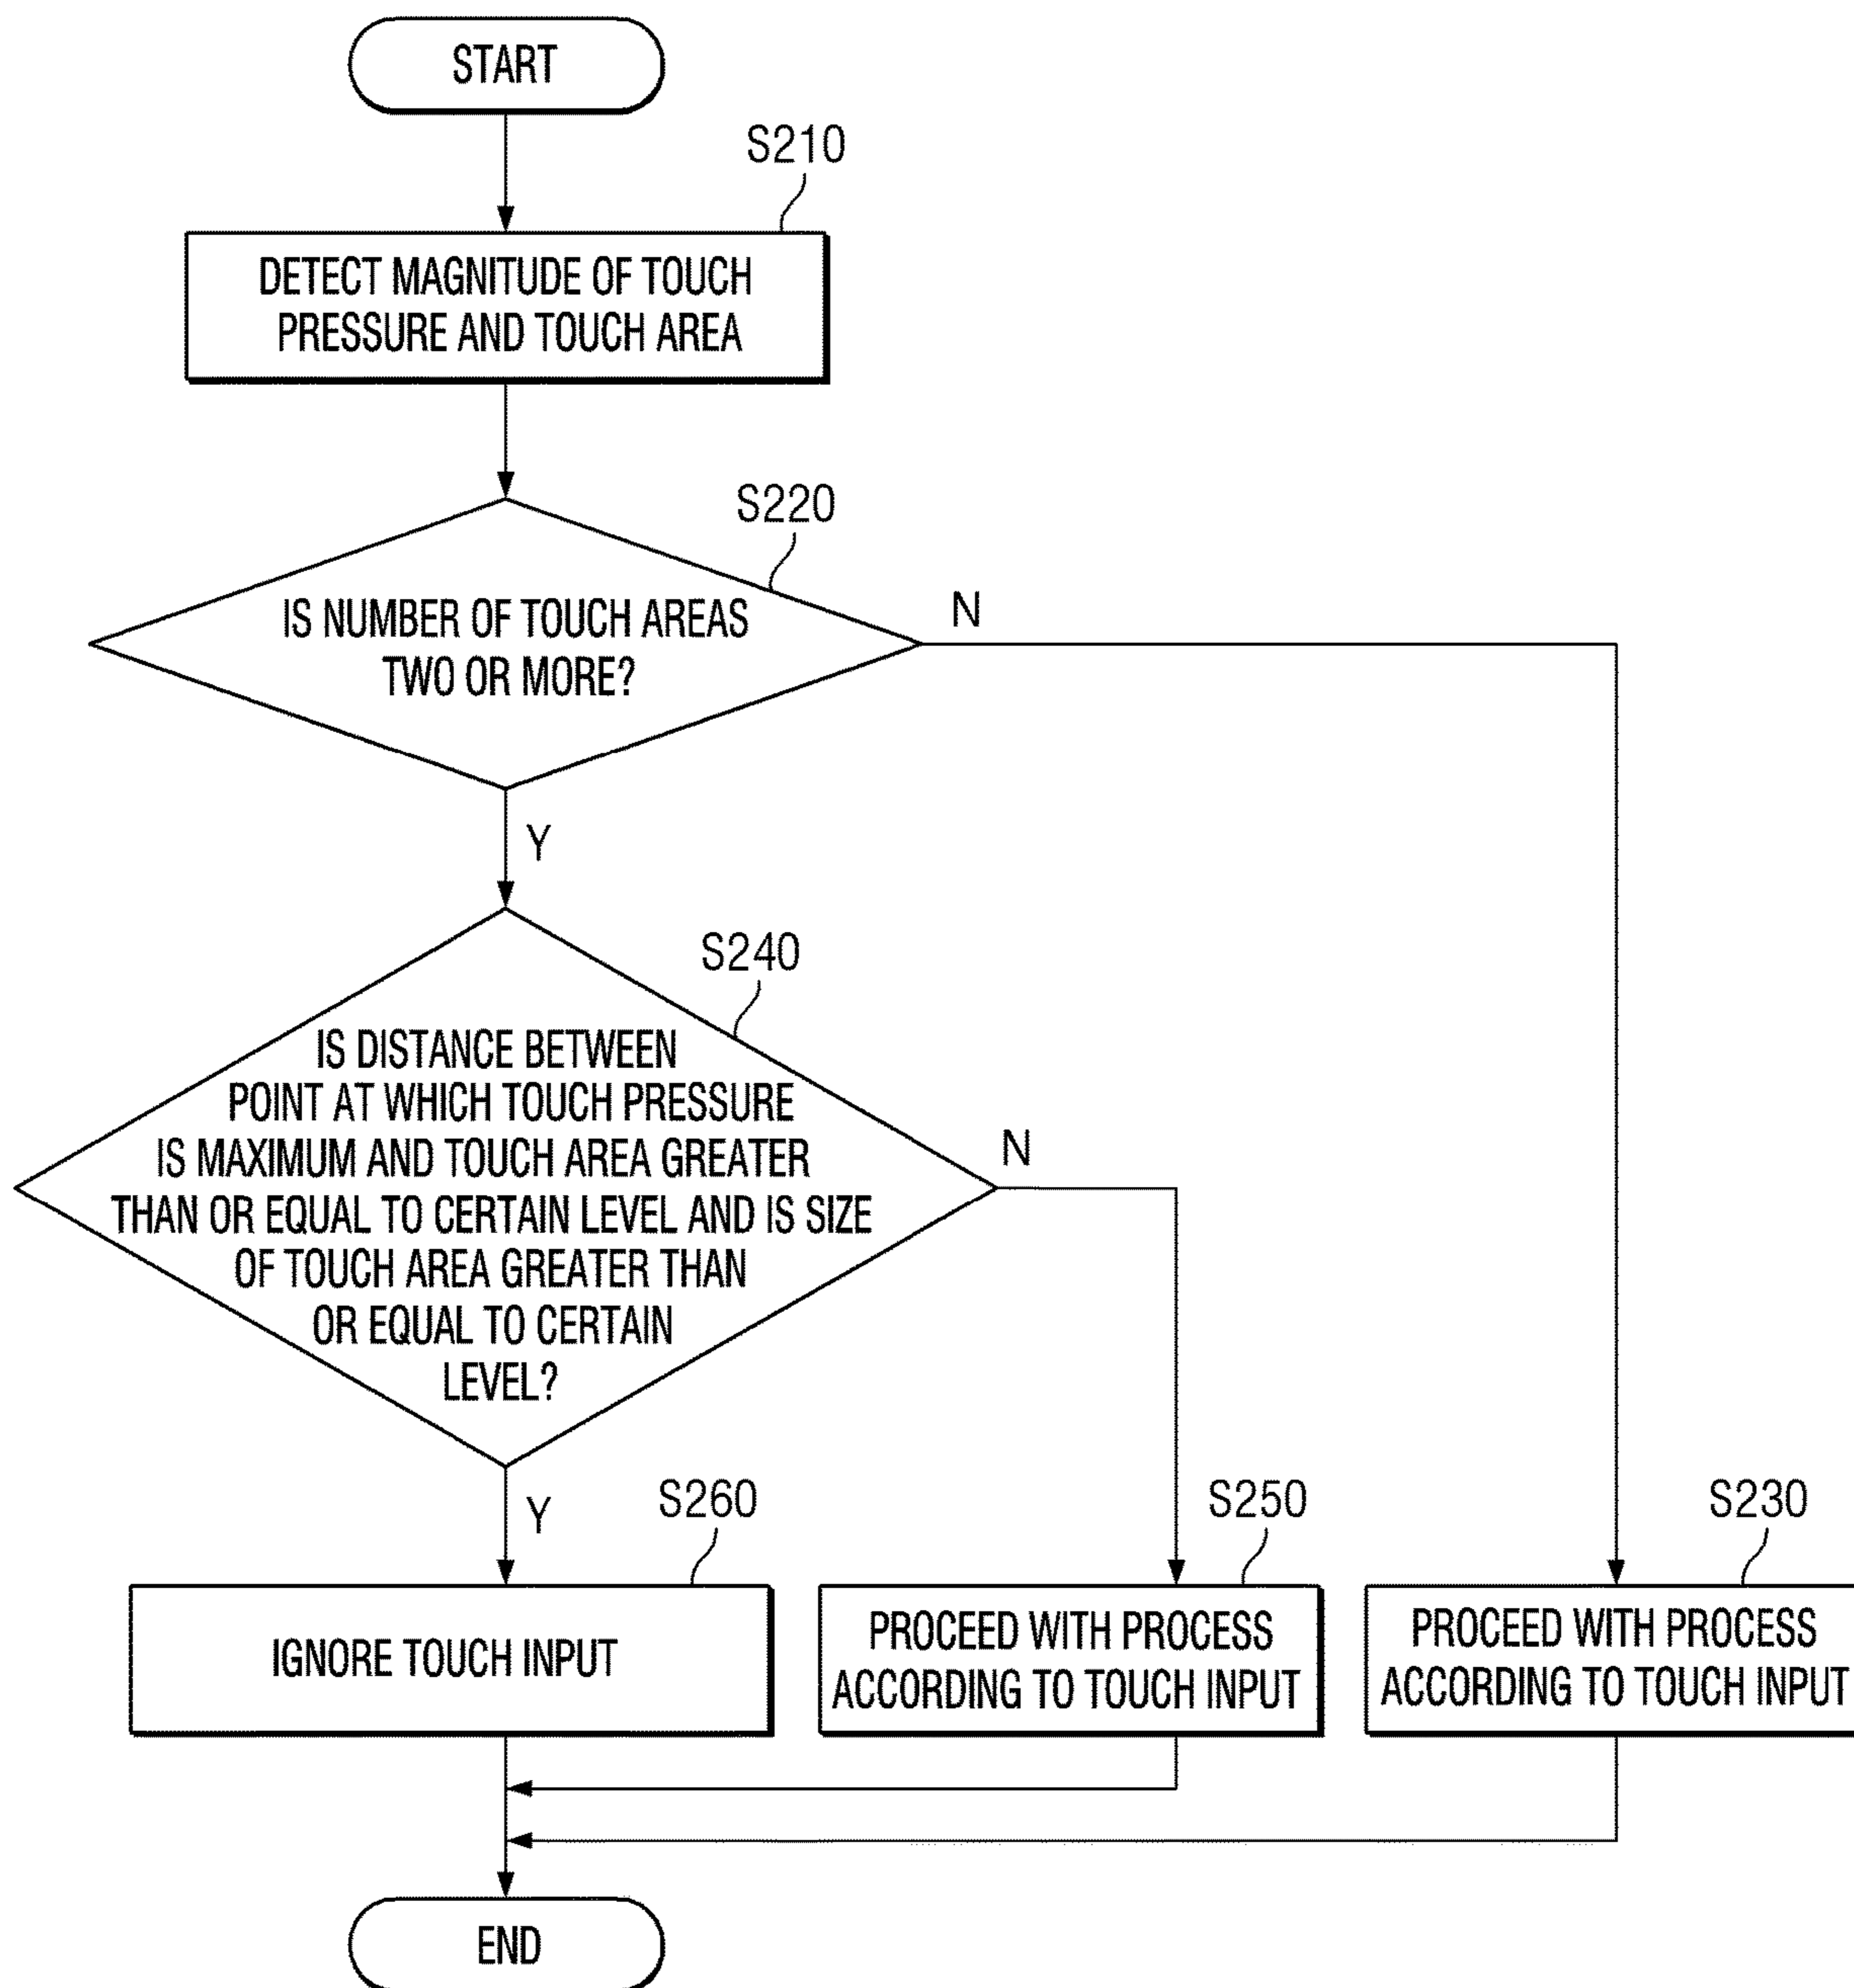 START
S210
DETECT MAGNITUDE OF TOUCH
PRESSURE AND TOUCH AREA
S220
IS NUMBER OF TOUCH AREAS
TWO OR MORE?
N
Y
S240
IS DISTANCE BETWEEN
POINT AT WHICH TOUCH PRESSURE
IS MAXIMUM AND TOUCH AREA GREATER
THAN OR EQUAL TO CERTAIN LEVEL AND IS SIZE
OF TOUCH AREA GREATER THAN
OR EQUAL TO CERTAIN
LEVEL?
N
Y
S260
IGNORE TOUCH INPUT
S250
PROCEED WITH PROCESS
ACCORDING TO TOUCH INPUT
S230
PROCEED WITH PROCESS
ACCORDING TO TOUCH INPUT
END